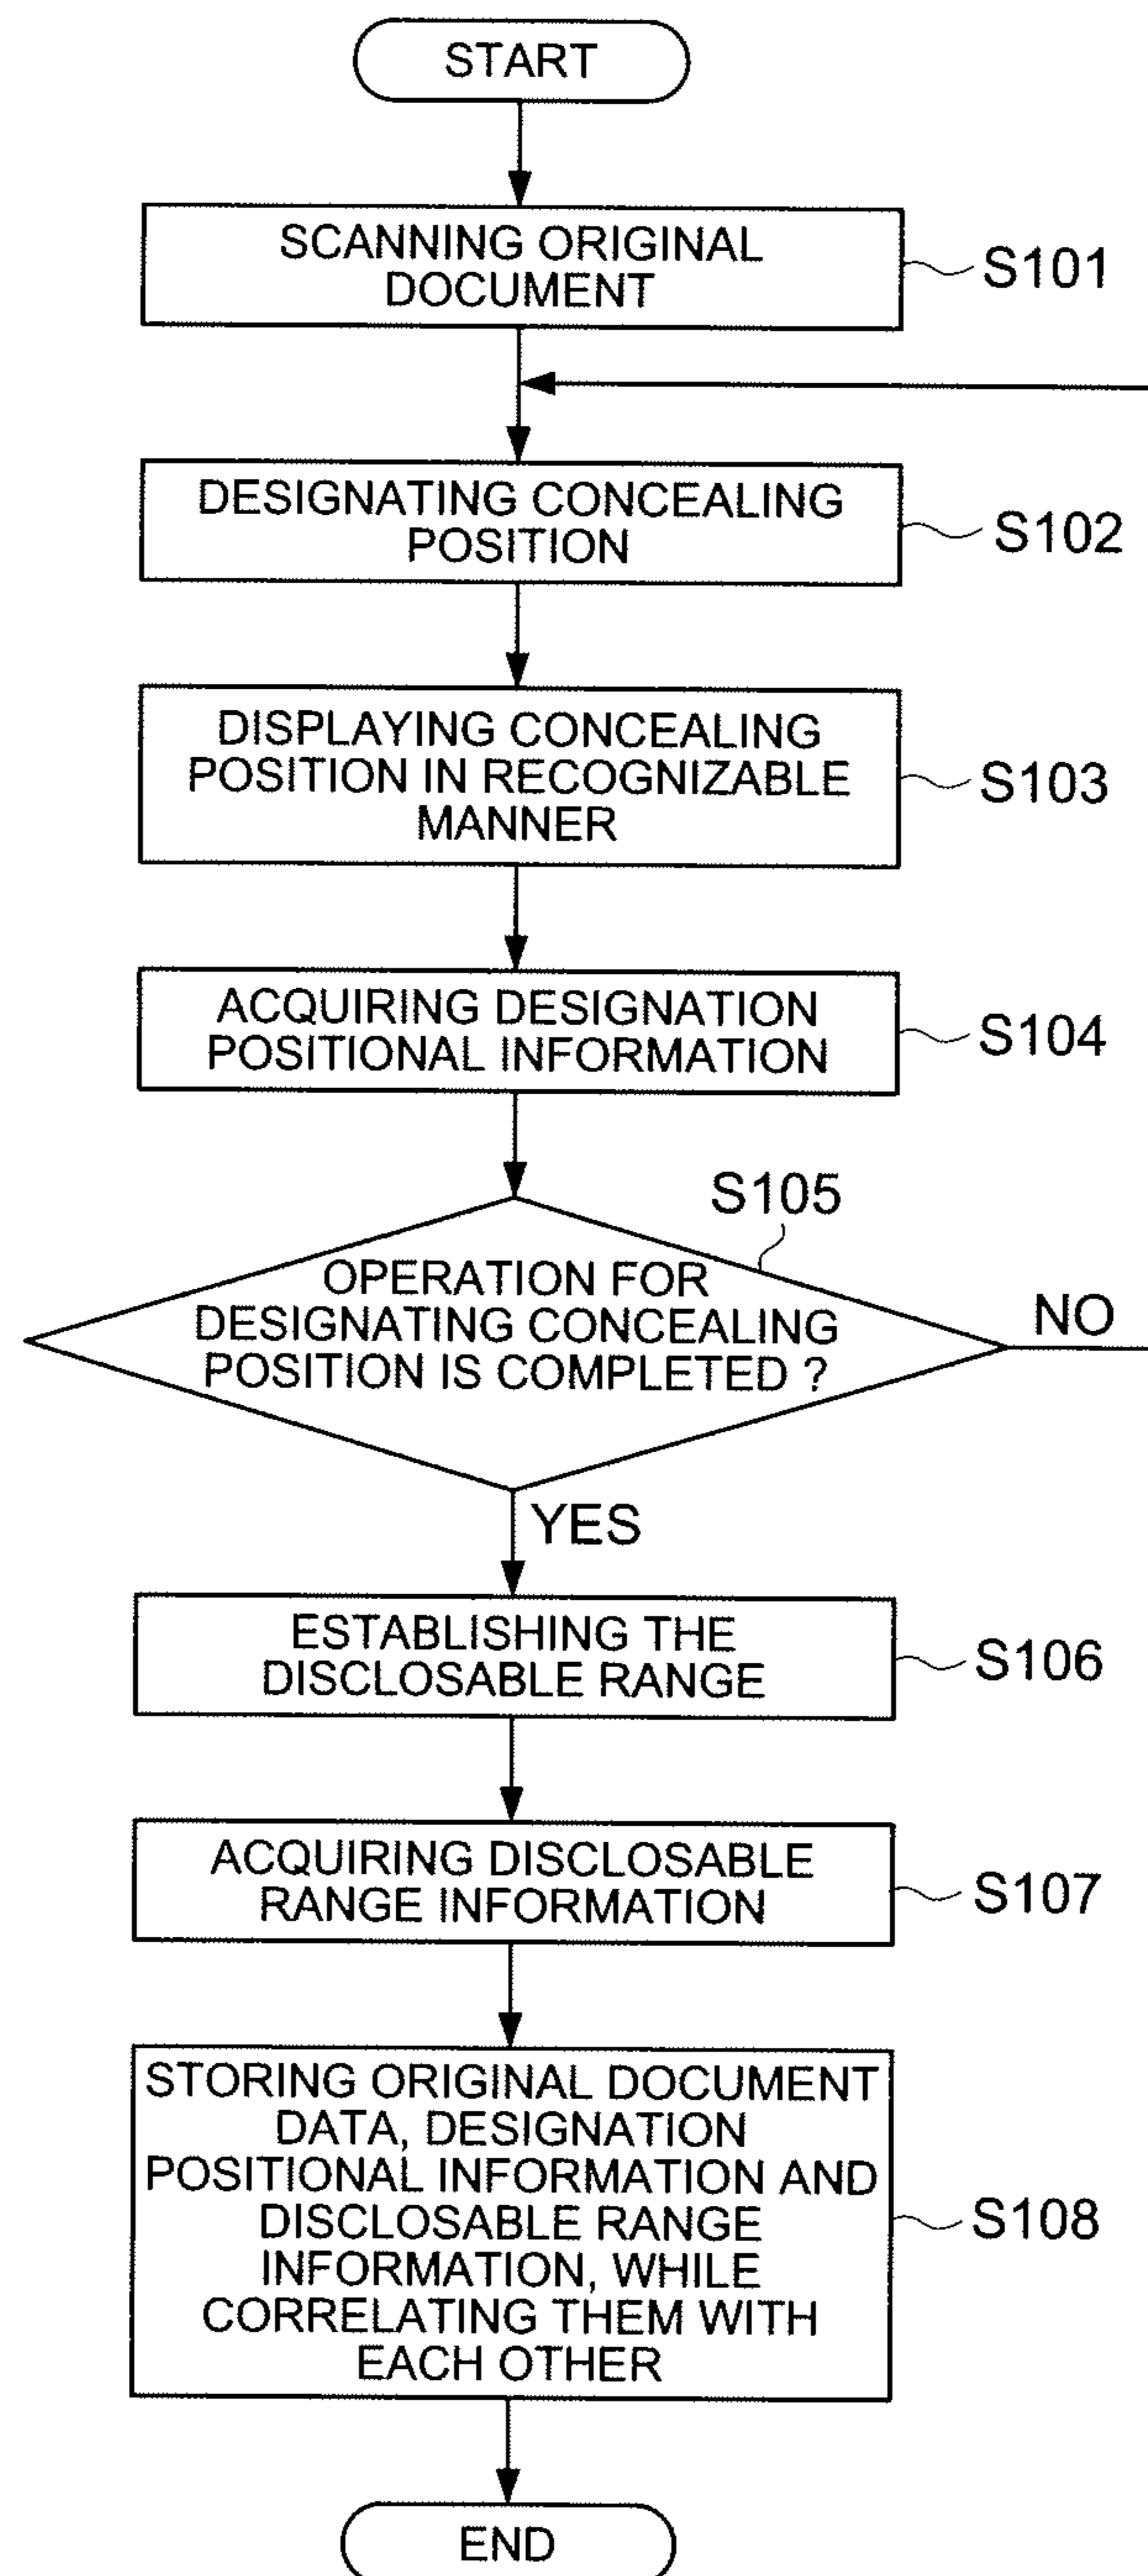 START
SCANNING ORIGINAL
DOCUMENT
S101
DESIGNATING CONCEALING
POSITION
S102
DISPLAYING CONCEALING
POSITION IN RECOGNIZABLE
MANNER
S103
ACQUIRING DESIGNATION
POSITIONAL INFORMATION
S104
S105
OPERATION FOR
DESIGNATING CONCEALING
POSITION IS COMPLETED ?
NO
YES
ESTABLISHING THE
DISCLOSABLE RANGE
S106
ACQUIRING DISCLOSABLE
RANGE INFORMATION
S107
STORING ORIGINAL DOCUMENT
DATA, DESIGNATION
POSITIONAL INFORMATION AND
DISCLOSABLE RANGE
INFORMATION, WHILE
CORRELATING THEM WITH
EACH OTHER
S108
END